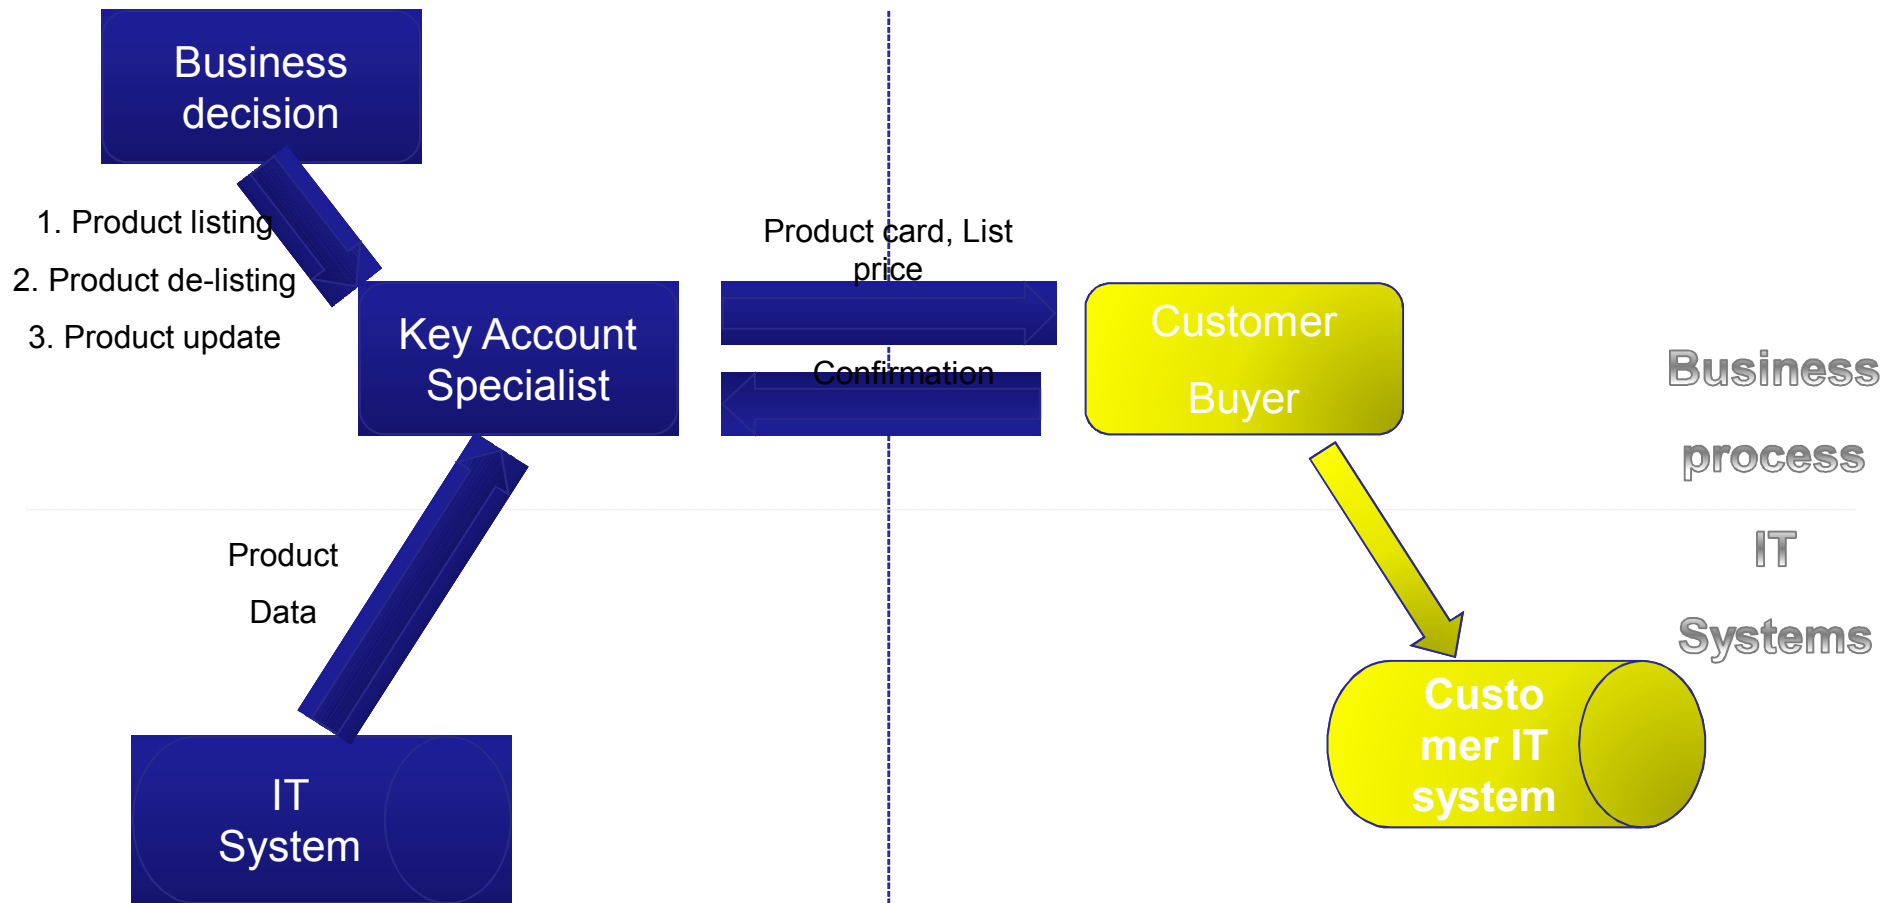 Business
decision
1. Product listing
2. Product de-listing
3. Product update
Key Account
Specialist
Product card, List
price
Confirmation
Customer
Buyer
Business
process
IT
Systems
Product
Data
IT
System
Custo
mer IT
system